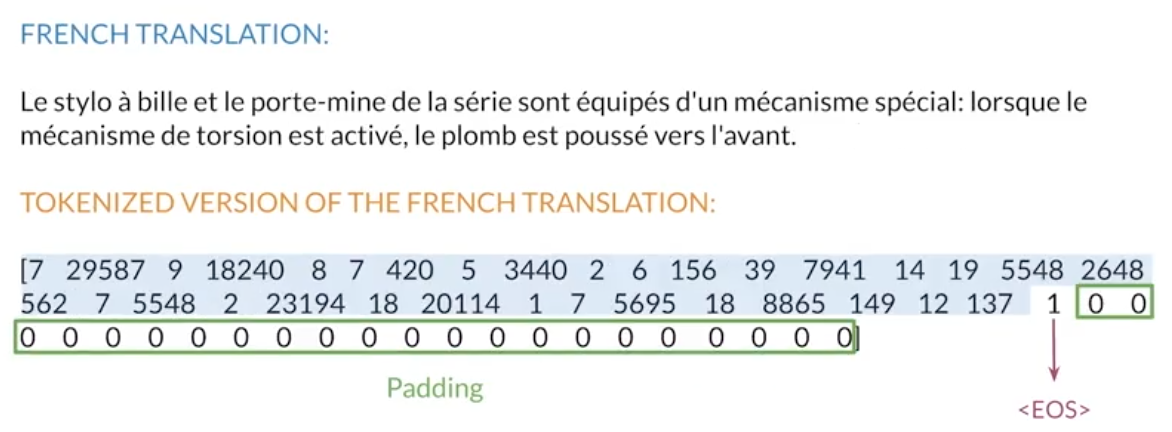 FRENCH TRANSLATION:
Le stylo à bille et le porte-mine de la série sont équipés d'un mécanisme spécial: lorsque le
mécanisme de torsion est activé, le plomb est poussé vers l'avant.
TOKENIZED VERSION OF THE FRENCH TRANSLATION:
[7 29587 9 18240 8 7 420 5 3440 2 6 156 39 7941 14 19 5548 2648
562 7 5548 2 23194 18 20114 1 7 5695 18 8865 149 12 137 1 0 0
0 0 0 0 0 0 0 0 0 0 0 0 0 0 0 0 0 0 0 0]
Padding
<EOS>